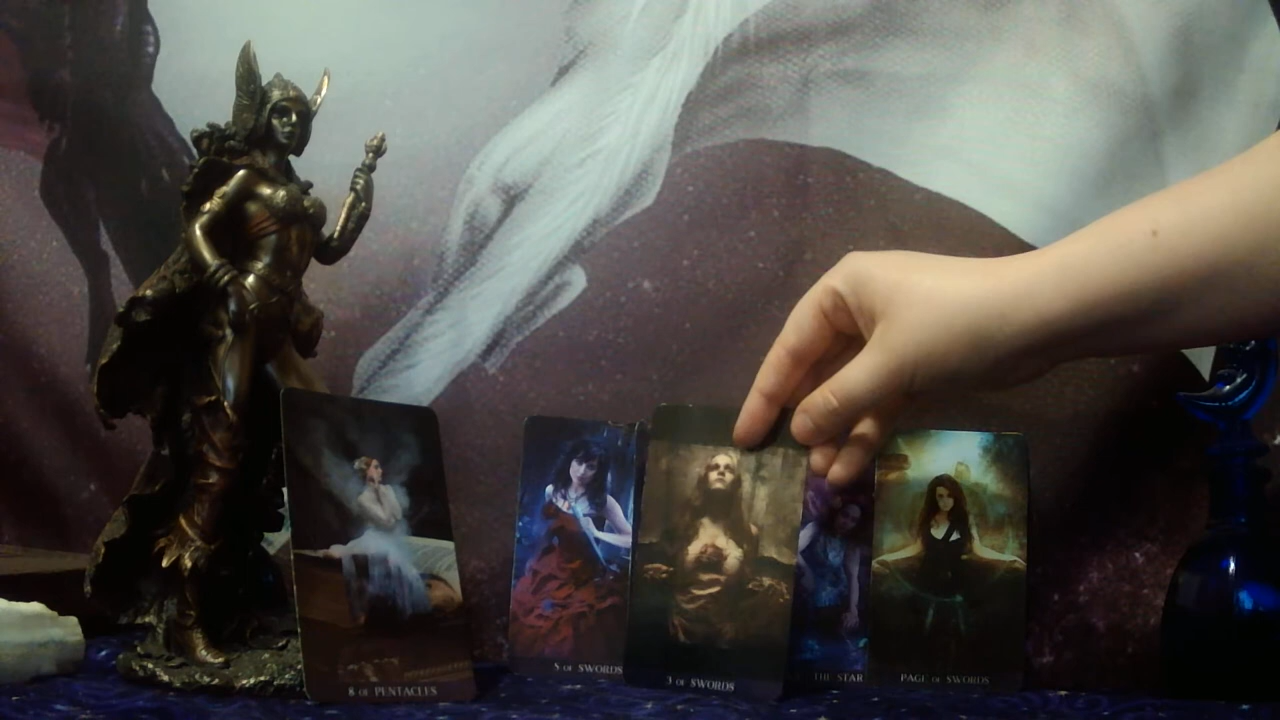 8 OF PENTACLES
5 OF SWORDS
3 OF SWORDS
THE STAR
PAGE OF SWORDS